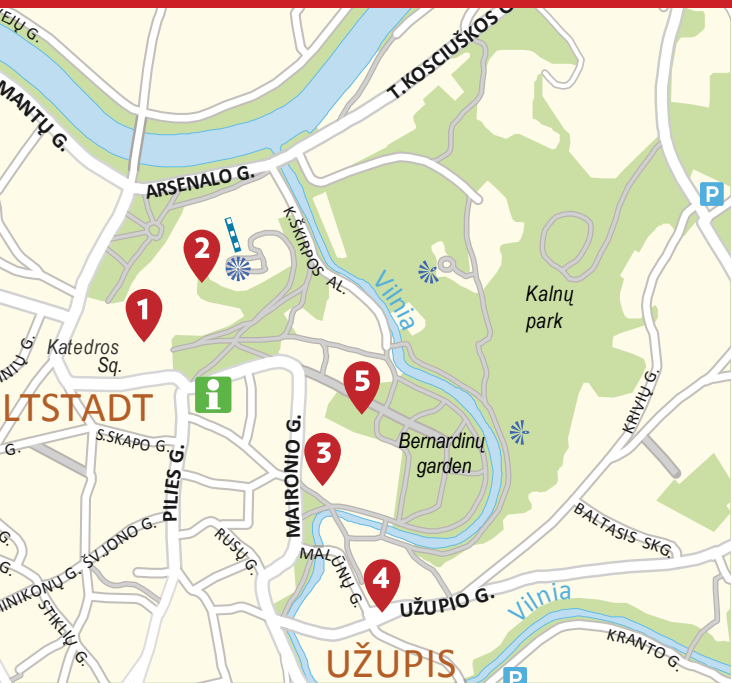 T.KOSCIUŠKOS G
MANTŲ G.
ARSENALO G.
P
K.ŠKIRPOS AL.
2
Vilnia
Kalnų
park
1
Katedros
Sq.
5
LTSTADT
i
KRIVIŲ G.
S.SKAPO G.
G.
Bernardinų
garden
PILIES G.
MAIRONIO G.
3
ŠV.JONO G.
RUSŲ G.
BALTASIS SKG.
MALŪNŲ G.
4
INIKONŲ G.
STIKLIŲ G.
UŽUPIO G.
Vilnia
KRANTO G.
UŽUPIS
P